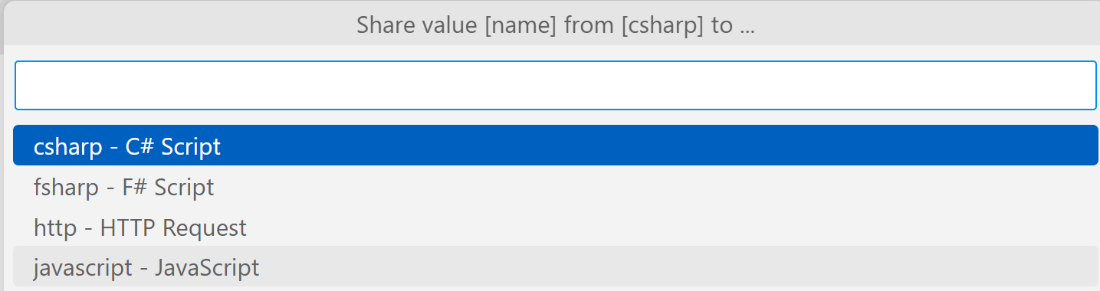 Share value [name] from [csharp] to ...
csharp - C# Script
fsharp - F# Script
http - HTTP Request
javascript - JavaScript